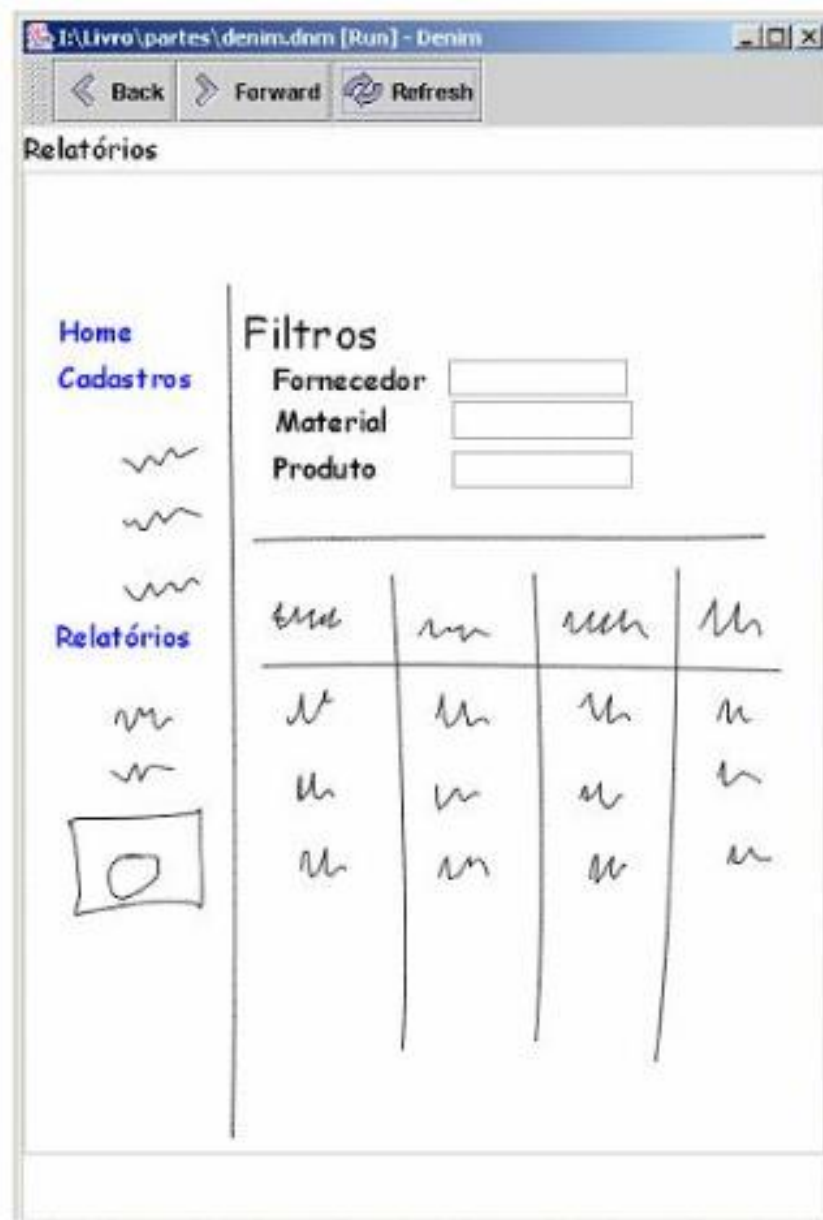 I:\Livro\partes\denim.dnm [Run] - Denim
Back Forward Refresh
Relatórios
Home
Cadastros
Relatórios
Filtros
Fornecedor
Material
Produto